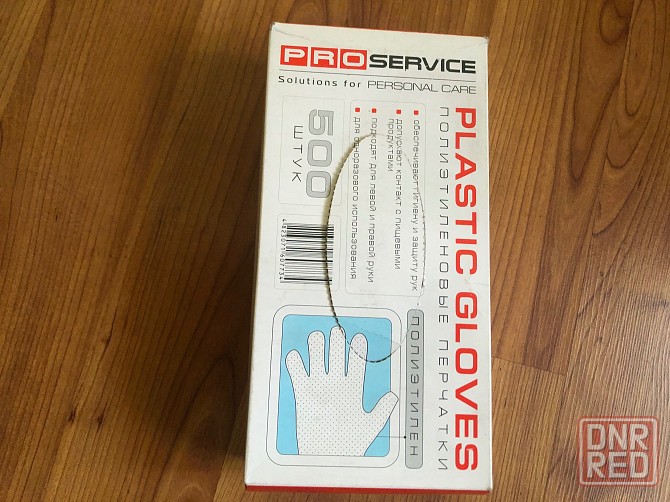 PROSERVICE
Solutions for PERSONAL CARE
PLASTIC GLOVES
ПОЛИЭТИЛЕНОВЫЕ ПЕРЧАТКИ
обеспечивают гигиену и защиту рук
допускают контакт с пищевыми
продуктами
подходят для левой и правой руки
для одноразового использования
500
ШТУК
4823071607734
ПОЛИЭТИЛЕН
DNR
RED